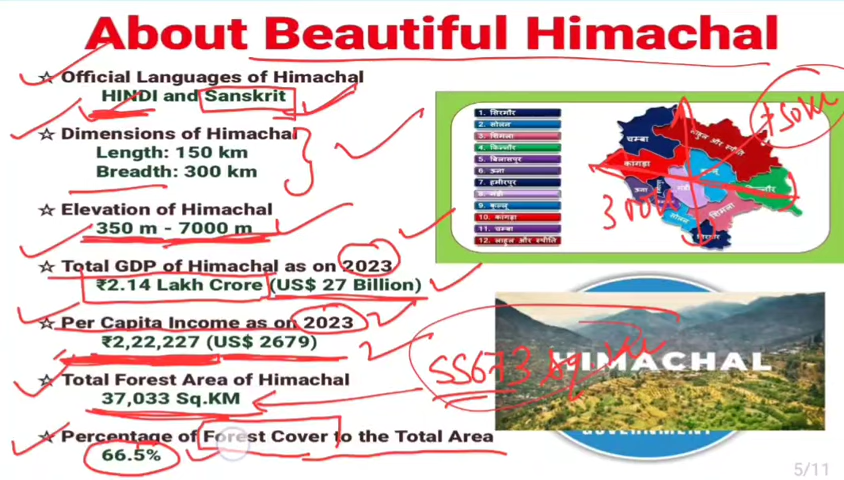 About Beautiful Himachal
☆ Official Languages of Himachal
HINDI and Sanskrit
☆ Dimensions of Himachal
Length: 150 km
Breadth: 300 km
☆ Elevation of Himachal
350 m - 7000 m
☆ Total GDP of Himachal as on 2023
₹2.14 Lakh Crore (US$ 27 Billion)
☆ Per Capita Income as on 2023
₹2,22,227 (US$ 2679)
☆ Total Forest Area of Himachal
37,033 Sq.KM
☆ Percentage of Forest Cover to the Total Area
66.5%
1. सिरमौर
2. सोलन
3. शिमला
4. किन्नौर
5. बिलासपुर
6. ऊना
7. हमीरपुर
8. मंडी
9. कुल्लू
10. कांगड़ा
11. चम्बा
12. लाहुल और स्पीति
चम्बा
लाहुल और स्पीति
कांगड़ा
ऊना
मंडी
किन्नौर
शिमला
सोलन
सिरमौर
55673 sq km
HIMACHAL
GOVERNMENT
5/11